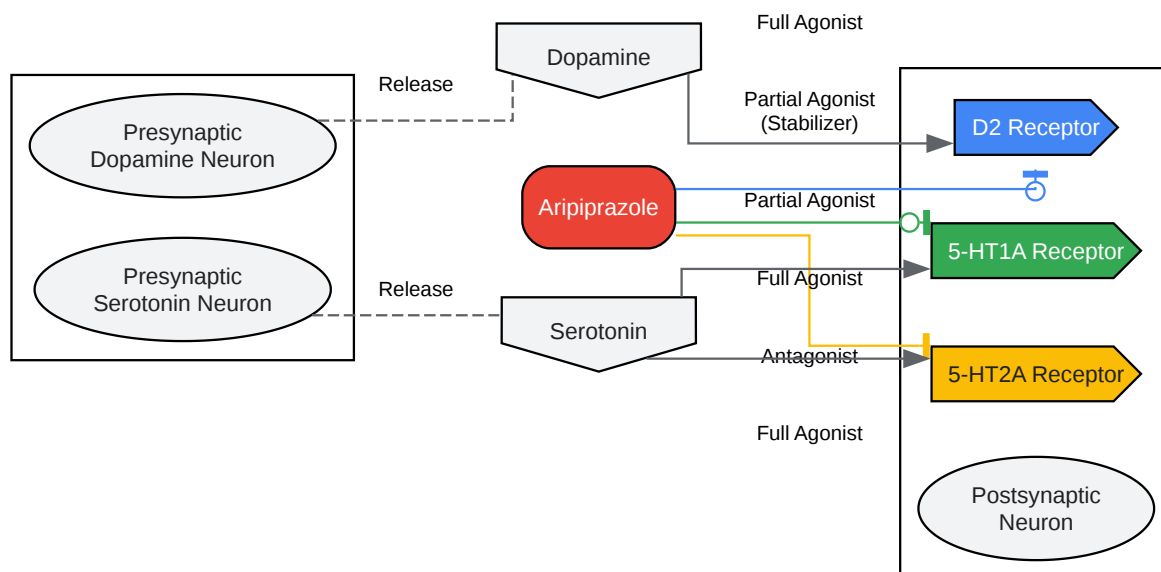 Full Agonist
Dopamine
Release
Partial Agonist
(Stabilizer)
D2 Receptor
Presynaptic
Dopamine Neuron
Aripiprazole
Partial Agonist
5-HT1A Receptor
Presynaptic
Serotonin Neuron
Release
Full Agonist
Serotonin
Antagonist
5-HT2A Receptor
Full Agonist
Postsynaptic
Neuron